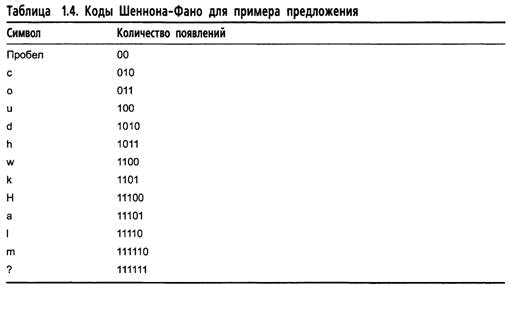 Таблица 1.4. Коды Шеннона-Фано для примера предложения
Символ Количество появлений
Пробел 00
c 010
o 011
u 100
d 1010
h 1011
w 1100
k 1101
H 11100
a 11101
l 11110
m 111110
? 111111